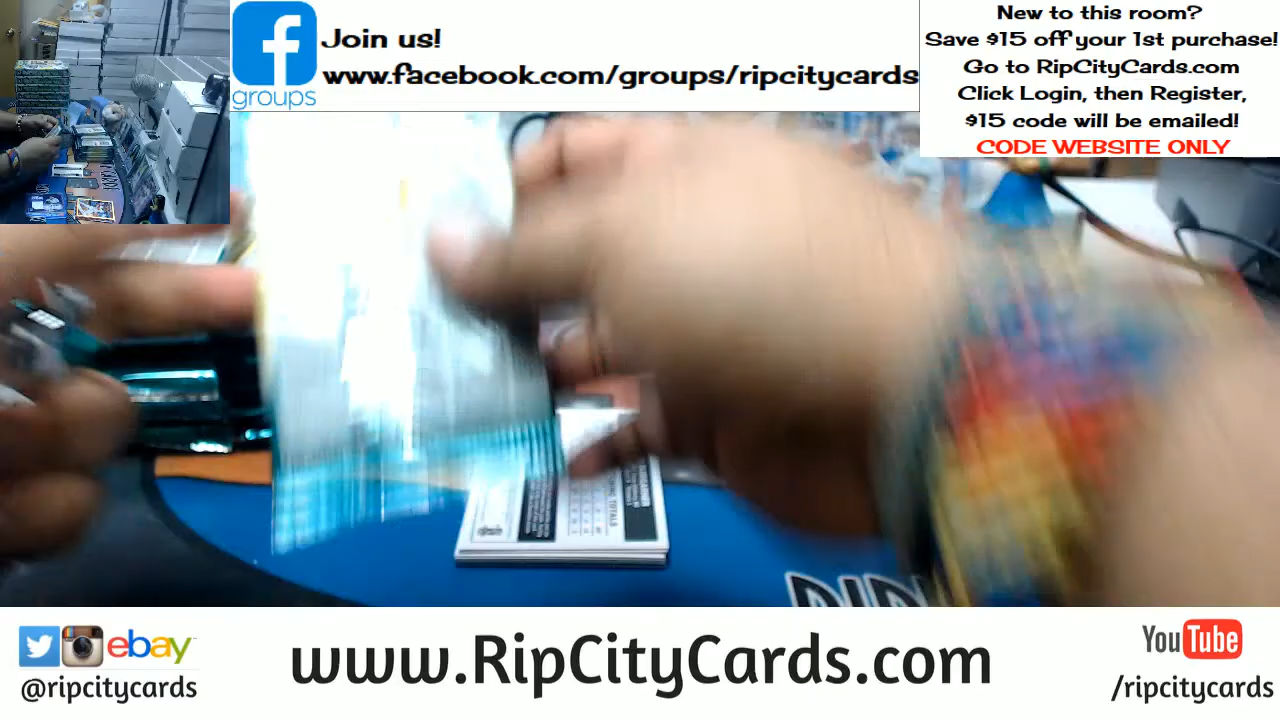 Join us!
www.facebook.com/groups/ripcitycards
groups
New to this room?
Save $15 off your 1st purchase!
Go to RipCityCards.com
Click Login, then Register,
$15 code will be emailed!
CODE WEBSITE ONLY
TOTALS
ebay
@ripcitycards
www.RipCityCards.com
YouTube
/ripcitycards